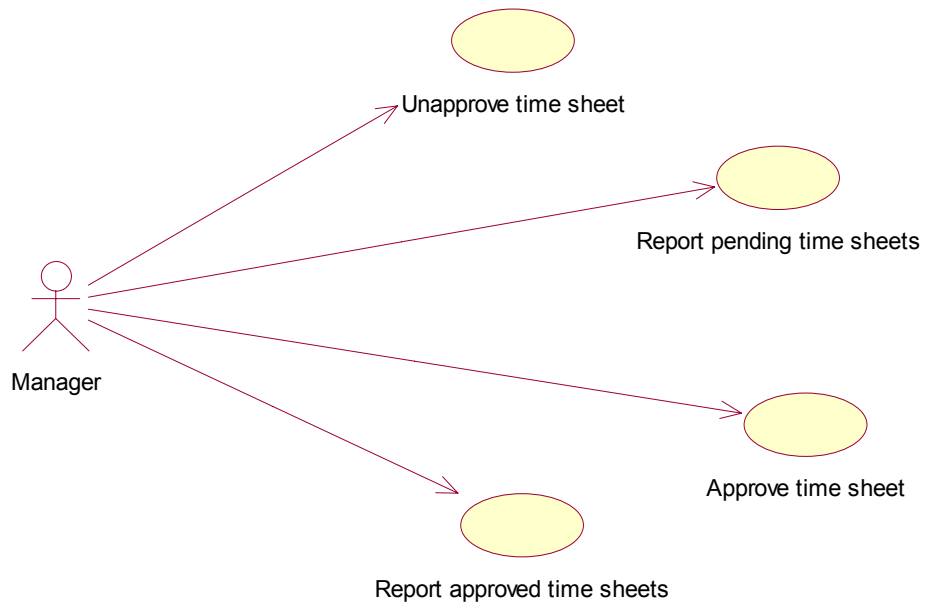 Unapprove time sheet
Report pending time sheets
Manager
Approve time sheet
Report approved time sheets